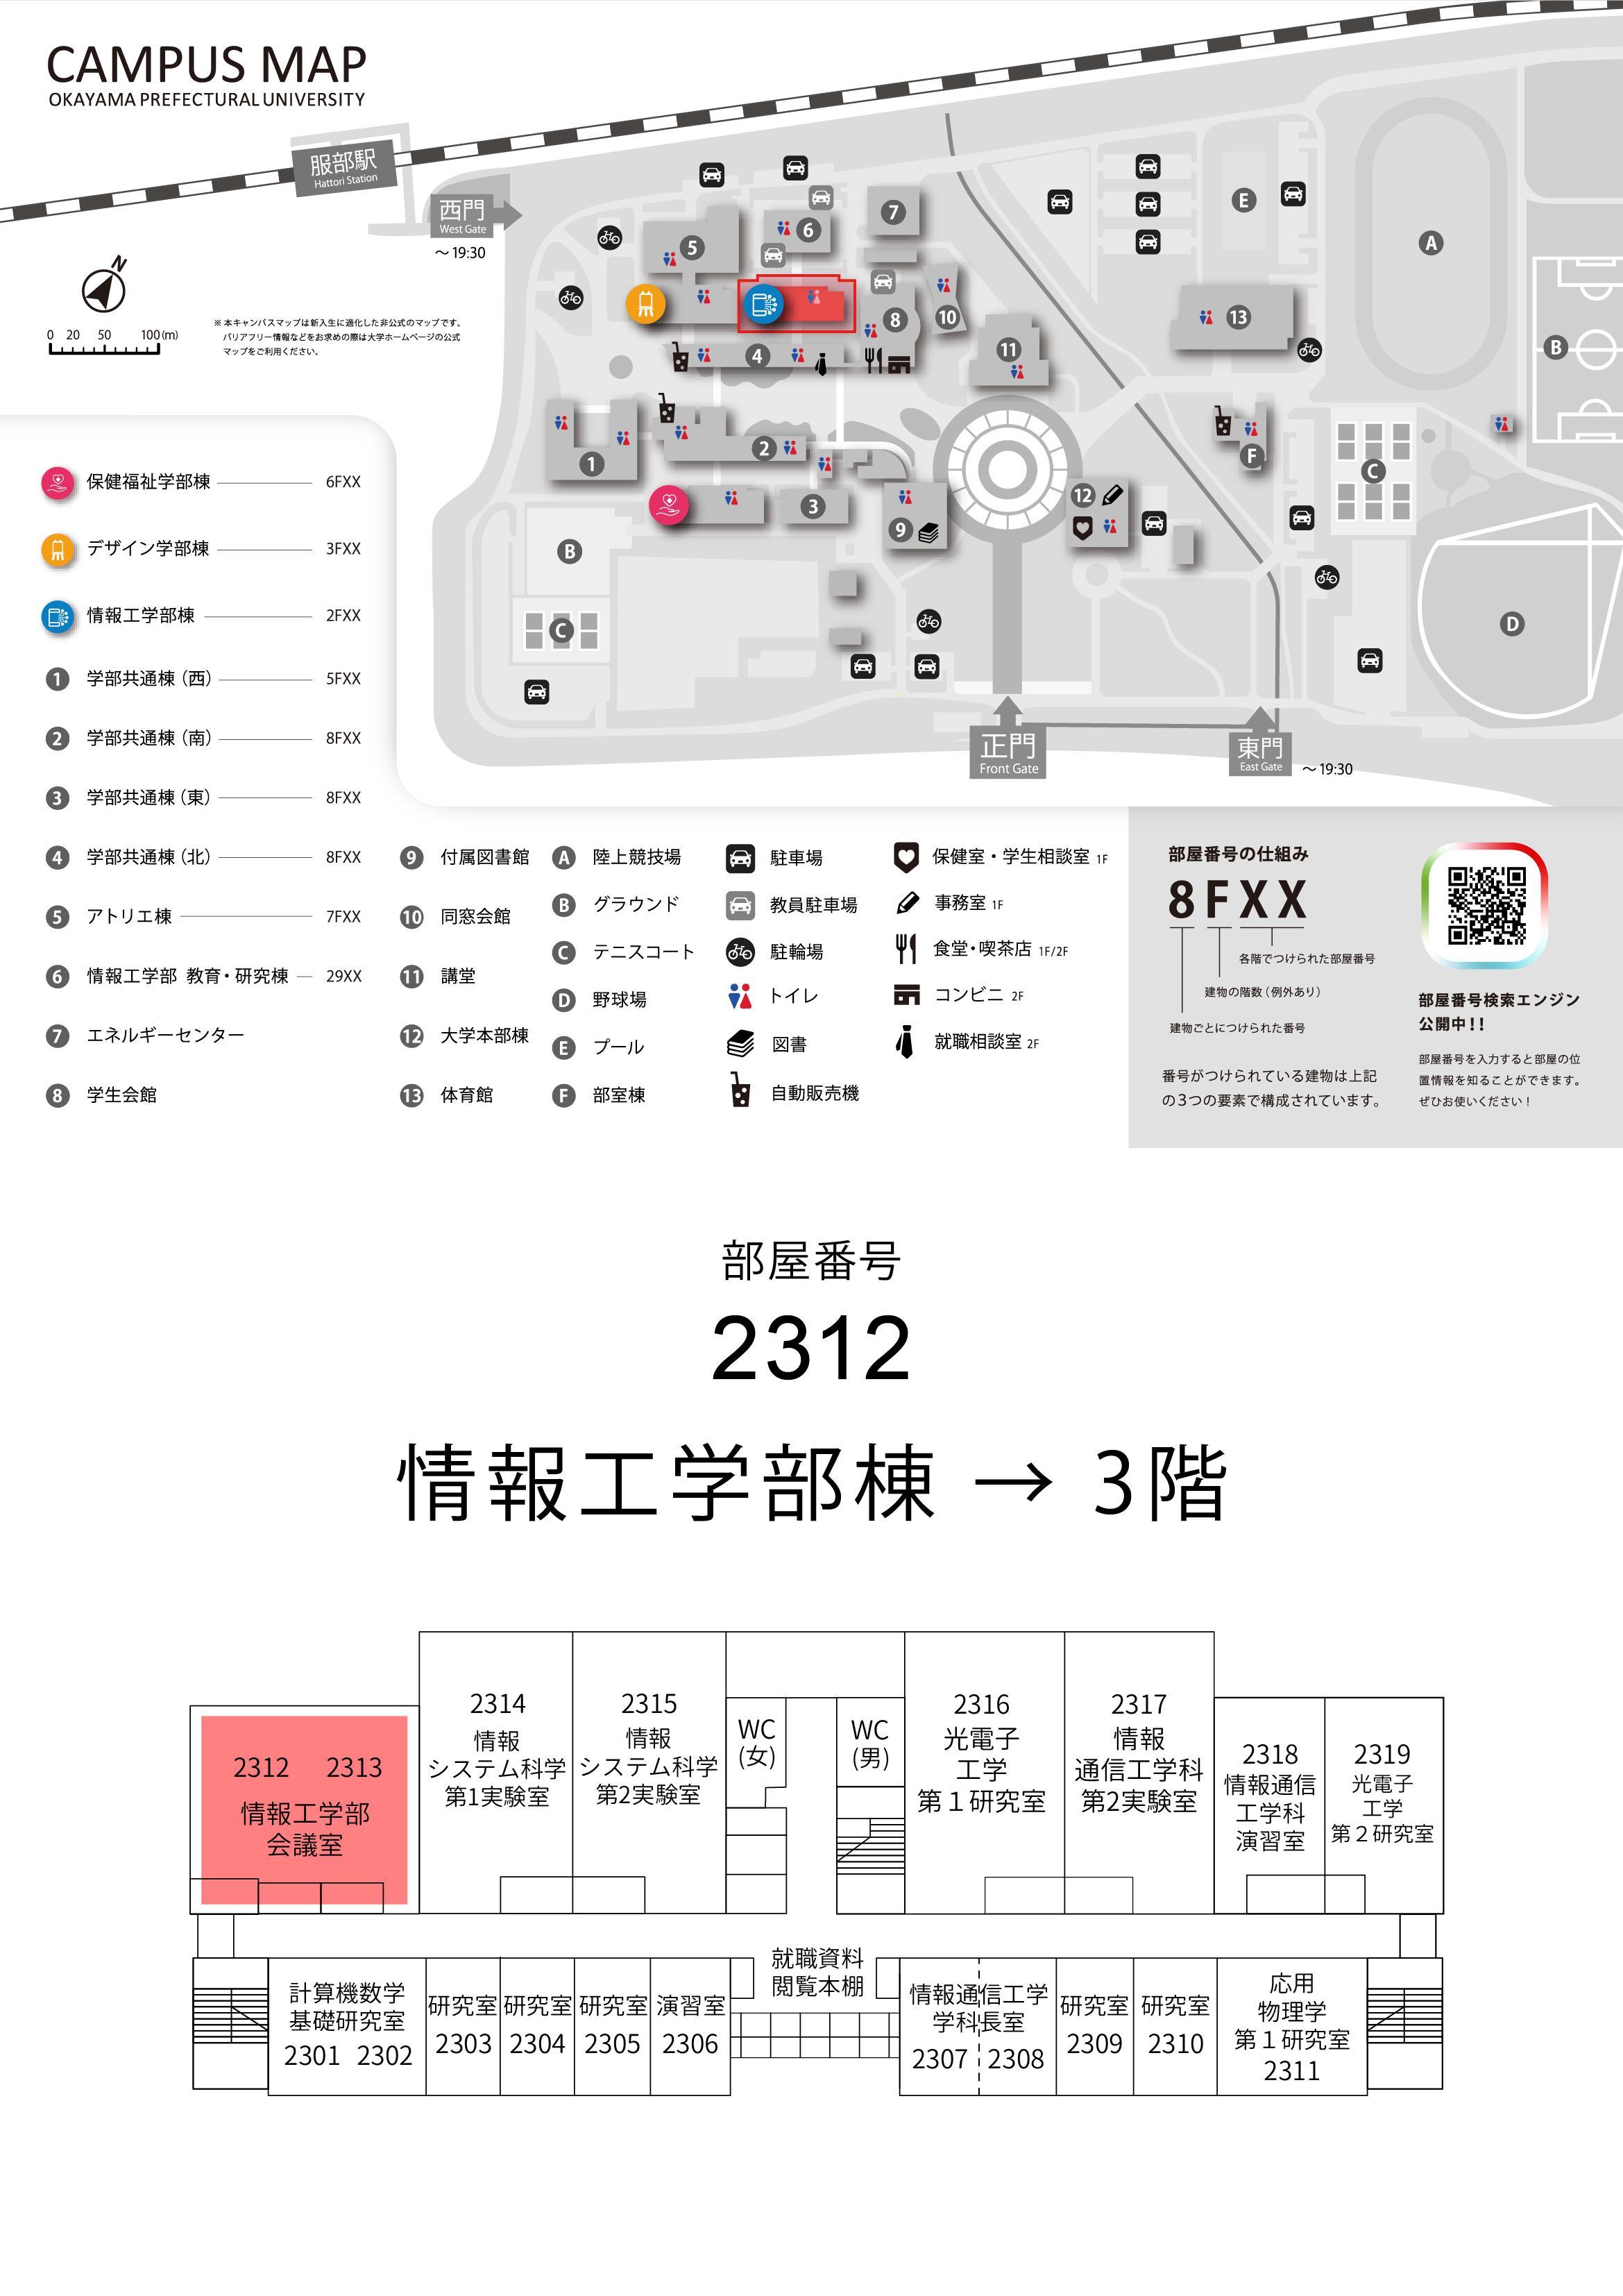 CAMPUS MAP
OKAYAMA PREFECTURAL UNIVERSITY
服部駅
Hattori Station
西門
West Gate
～19:30
N
0 20 50 100(m)
※本キャンパスマップは新入生に適化した非公式のマップです。
バリアフリー情報などをお求めの際は大学ホームページの公式
マップをご利用ください。
7
6
5
E
A
8
10
13
11
4
B
1
2
F
C
12
3
9
B
C
D
正門
Front Gate
東門
East Gate
～19:30
保健福祉学部棟 6FXX
デザイン学部棟 3FXX
情報工学部棟 2FXX
1 学部共通棟（西） 5FXX
2 学部共通棟（南） 8FXX
3 学部共通棟（東） 8FXX
4 学部共通棟（北） 8FXX
5 アトリエ棟 7FXX
6 情報工学部 教育・研究棟 29XX
7 エネルギーセンター
8 学生会館
9 付属図書館
10 同窓会館
11 講堂
12 大学本部棟
13 体育館
A 陸上競技場
B グラウンド
C テニスコート
D 野球場
E プール
F 部室棟
駐車場
教員駐車場
駐輪場
トイレ
図書
自動販売機
保健室・学生相談室 1F
事務室 1F
食堂・喫茶店 1F/2F
コンビニ 2F
就職相談室 2F
部屋番号の仕組み
8FXX
各階でつけられた部屋番号
建物の階数（例外あり）
建物ごとにつけられた番号
番号がつけられている建物は上記
の3つの要素で構成されています。
部屋番号検索エンジン
公開中！！
部屋番号を入力すると部屋の位
置情報を知ることができます。
ぜひお使いください！
部屋番号
2312
情報工学部棟 → 3階
2312 2313
情報工学部
会議室
2314
情報
システム科学
第1実験室
2315
情報
システム科学
第2実験室
WC
(女)
WC
(男)
2316
光電子
工学
第１研究室
2317
情報
通信工学科
第2実験室
2318
情報通信
工学科
演習室
2319
光電子
工学
第２研究室
計算機数学
基礎研究室
2301 2302
研究室
2303
研究室
2304
研究室
2305
演習室
2306
就職資料
閲覧本棚
情報通信工学
学科長室
2307 2308
研究室
2309
研究室
2310
応用
物理学
第１研究室
2311